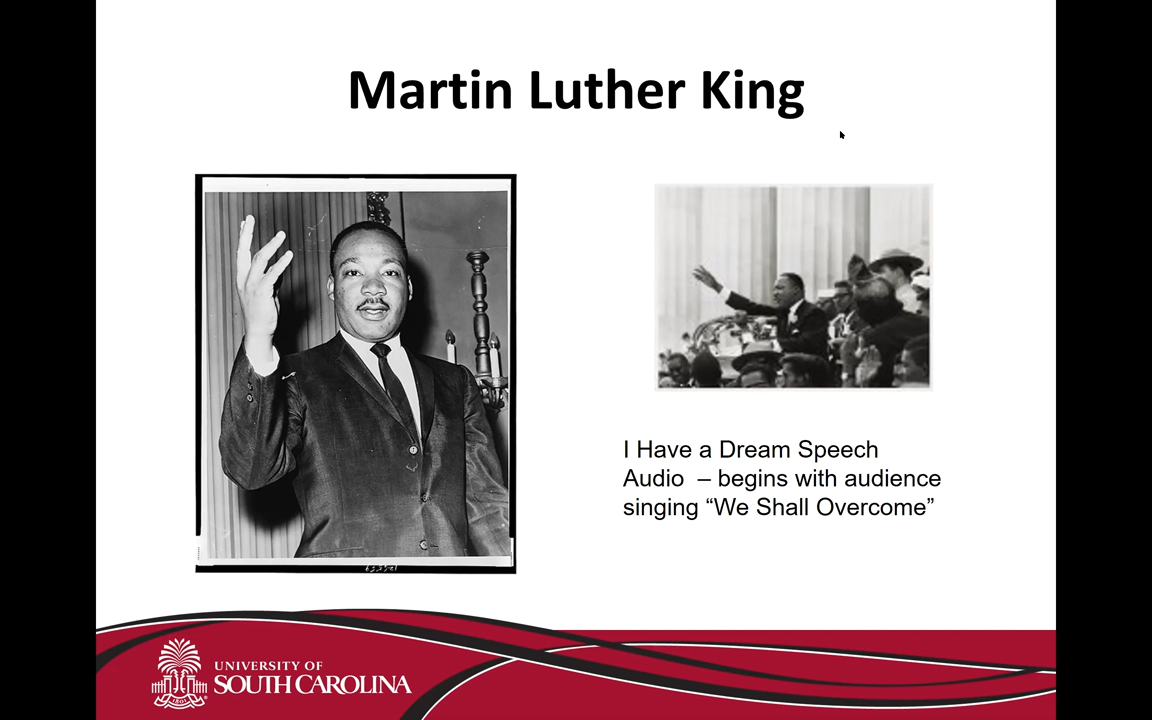 Martin Luther King
I Have a Dream Speech
Audio – begins with audience
singing “We Shall Overcome”
UNIVERSITY OF
SOUTH CAROLINA